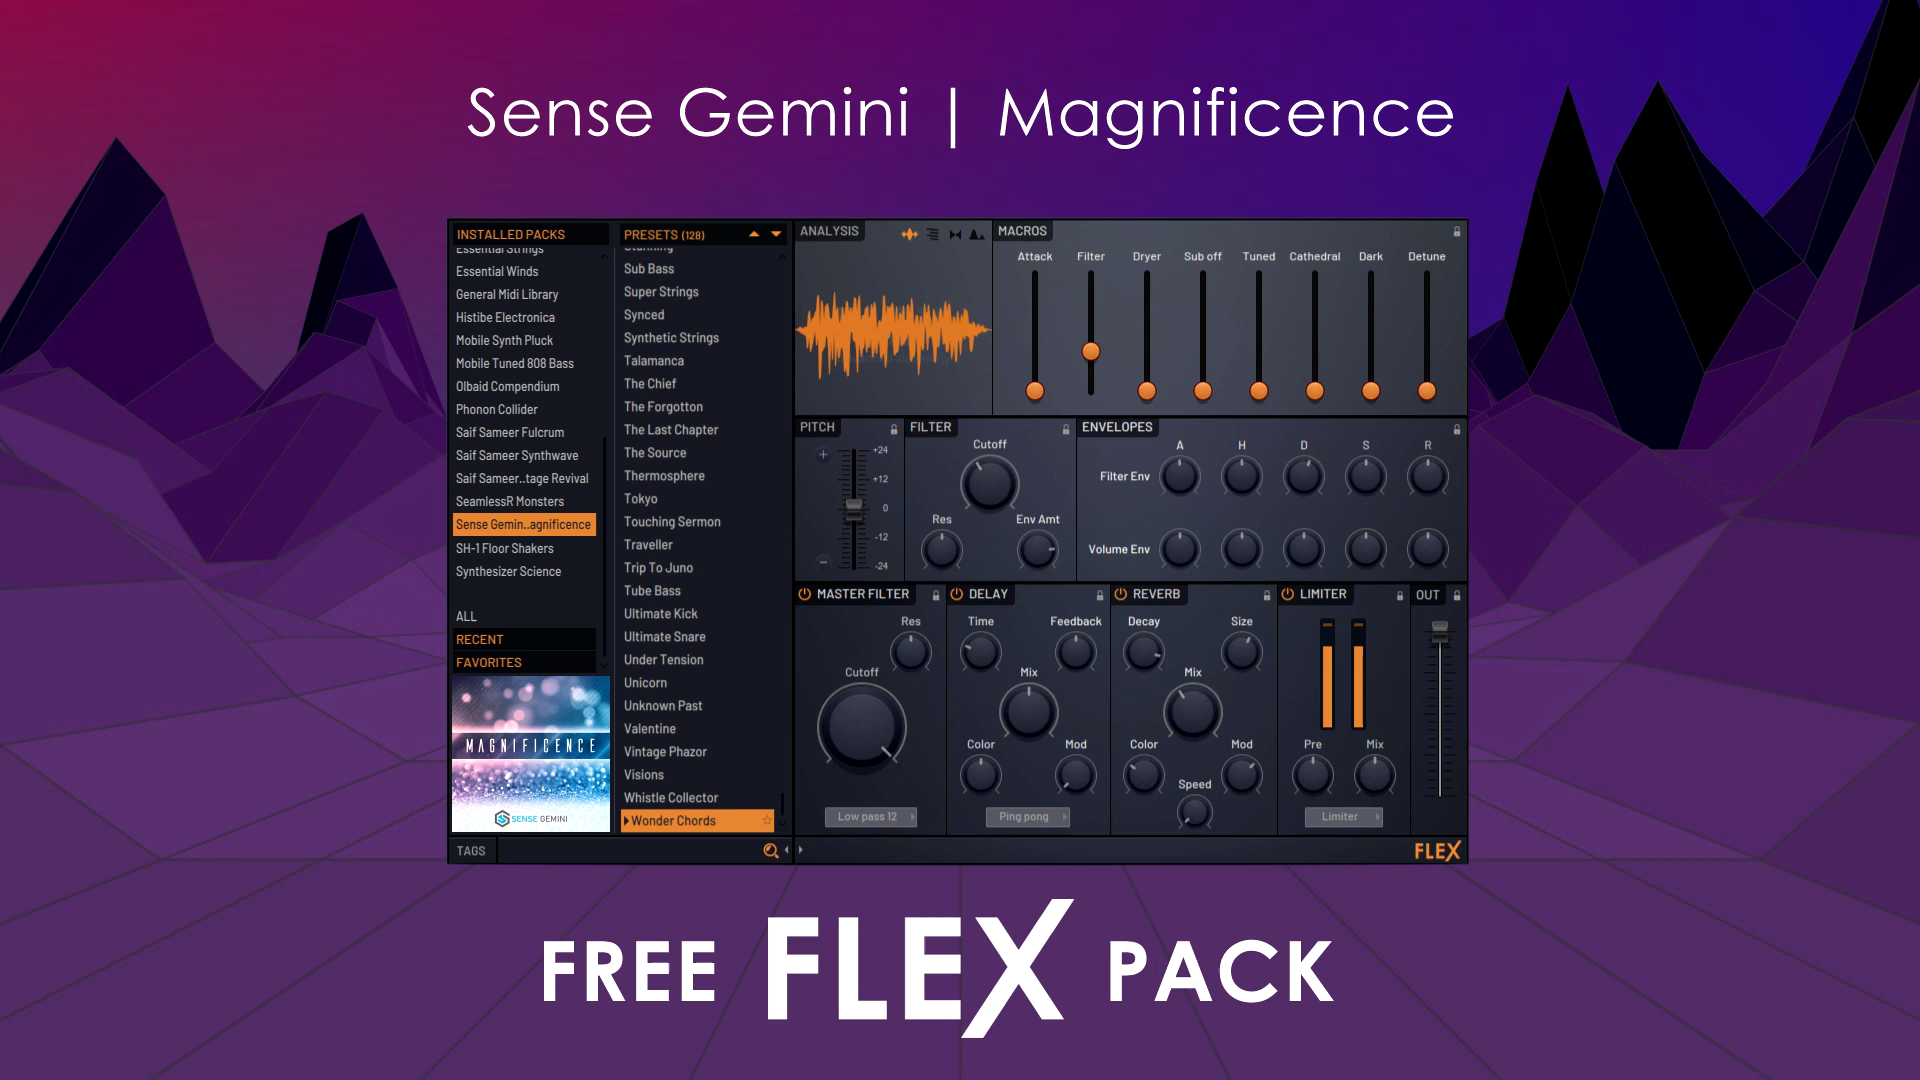 Sense Gemini | Magnificence
INSTALLED PACKS
Essential Strings
Essential Winds
General Midi Library
Histibe Electronica
Mobile Synth Pluck
Mobile Tuned 808 Bass
Olbaid Compendium
Phonon Collider
Saif Sameer Fulcrum
Saif Sameer Synthwave
Saif Sameer..tage Revival
SeamlessR Monsters
Sense Gemin..agnificence
SH-1 Floor Shakers
Synthesizer Science
ALL
RECENT
FAVORITES
MAGNIFICENCE
SENSE GEMINI
TAGS
PRESETS (128)
Stunning
Sub Bass
Super Strings
Synced
Synthetic Strings
Talamanca
The Chief
The Forgotton
The Last Chapter
The Source
Thermosphere
Tokyo
Touching Sermon
Traveller
Trip To Juno
Tube Bass
Ultimate Kick
Ultimate Snare
Under Tension
Unicorn
Unknown Past
Valentine
Vintage Phazor
Visions
Whistle Collector
Wonder Chords
ANALYSIS
MACROS
Attack Filter Dryer Sub off Tuned Cathedral Dark Detune
PITCH
+24
+12
0
-12
-24
FILTER
Cutoff
Res Env Amt
ENVELOPES
A H D S R
Filter Env
Volume Env
MASTER FILTER
Res
Cutoff
Low pass 12
DELAY
Time Feedback
Mix
Color Mod
Ping pong
REVERB
Decay Size
Mix
Color Mod
Speed
LIMITER
Pre Mix
Limiter
OUT
FLEX
FREE FLEX PACK